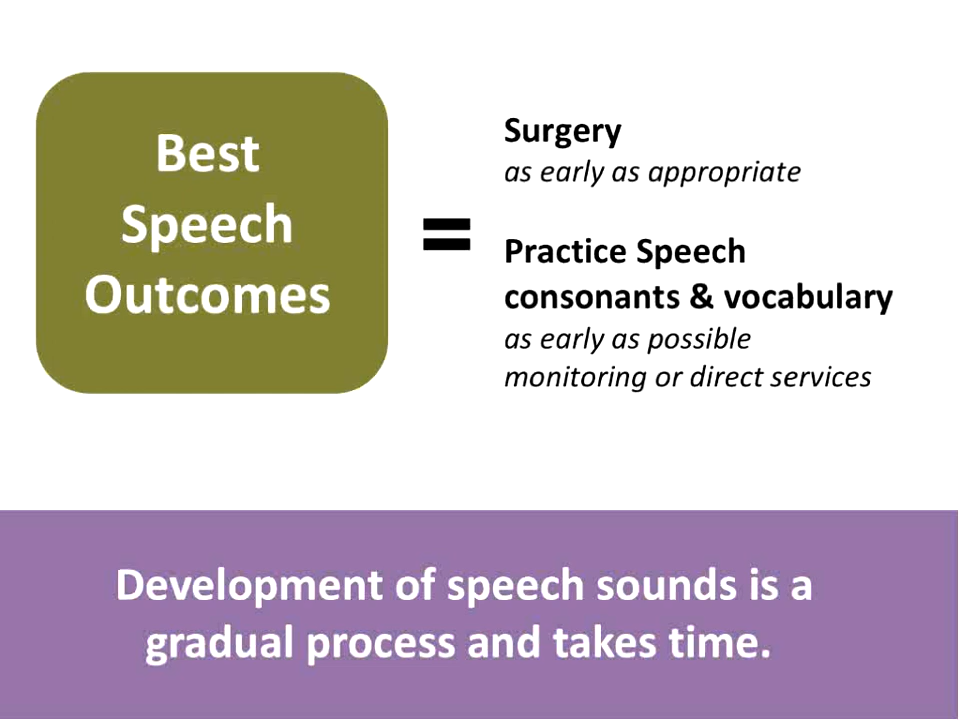 Best
Speech
Outcomes
=
Surgery
as early as appropriate
Practice Speech
consonants & vocabulary
as early as possible
monitoring or direct services
Development of speech sounds is a
gradual process and takes time.